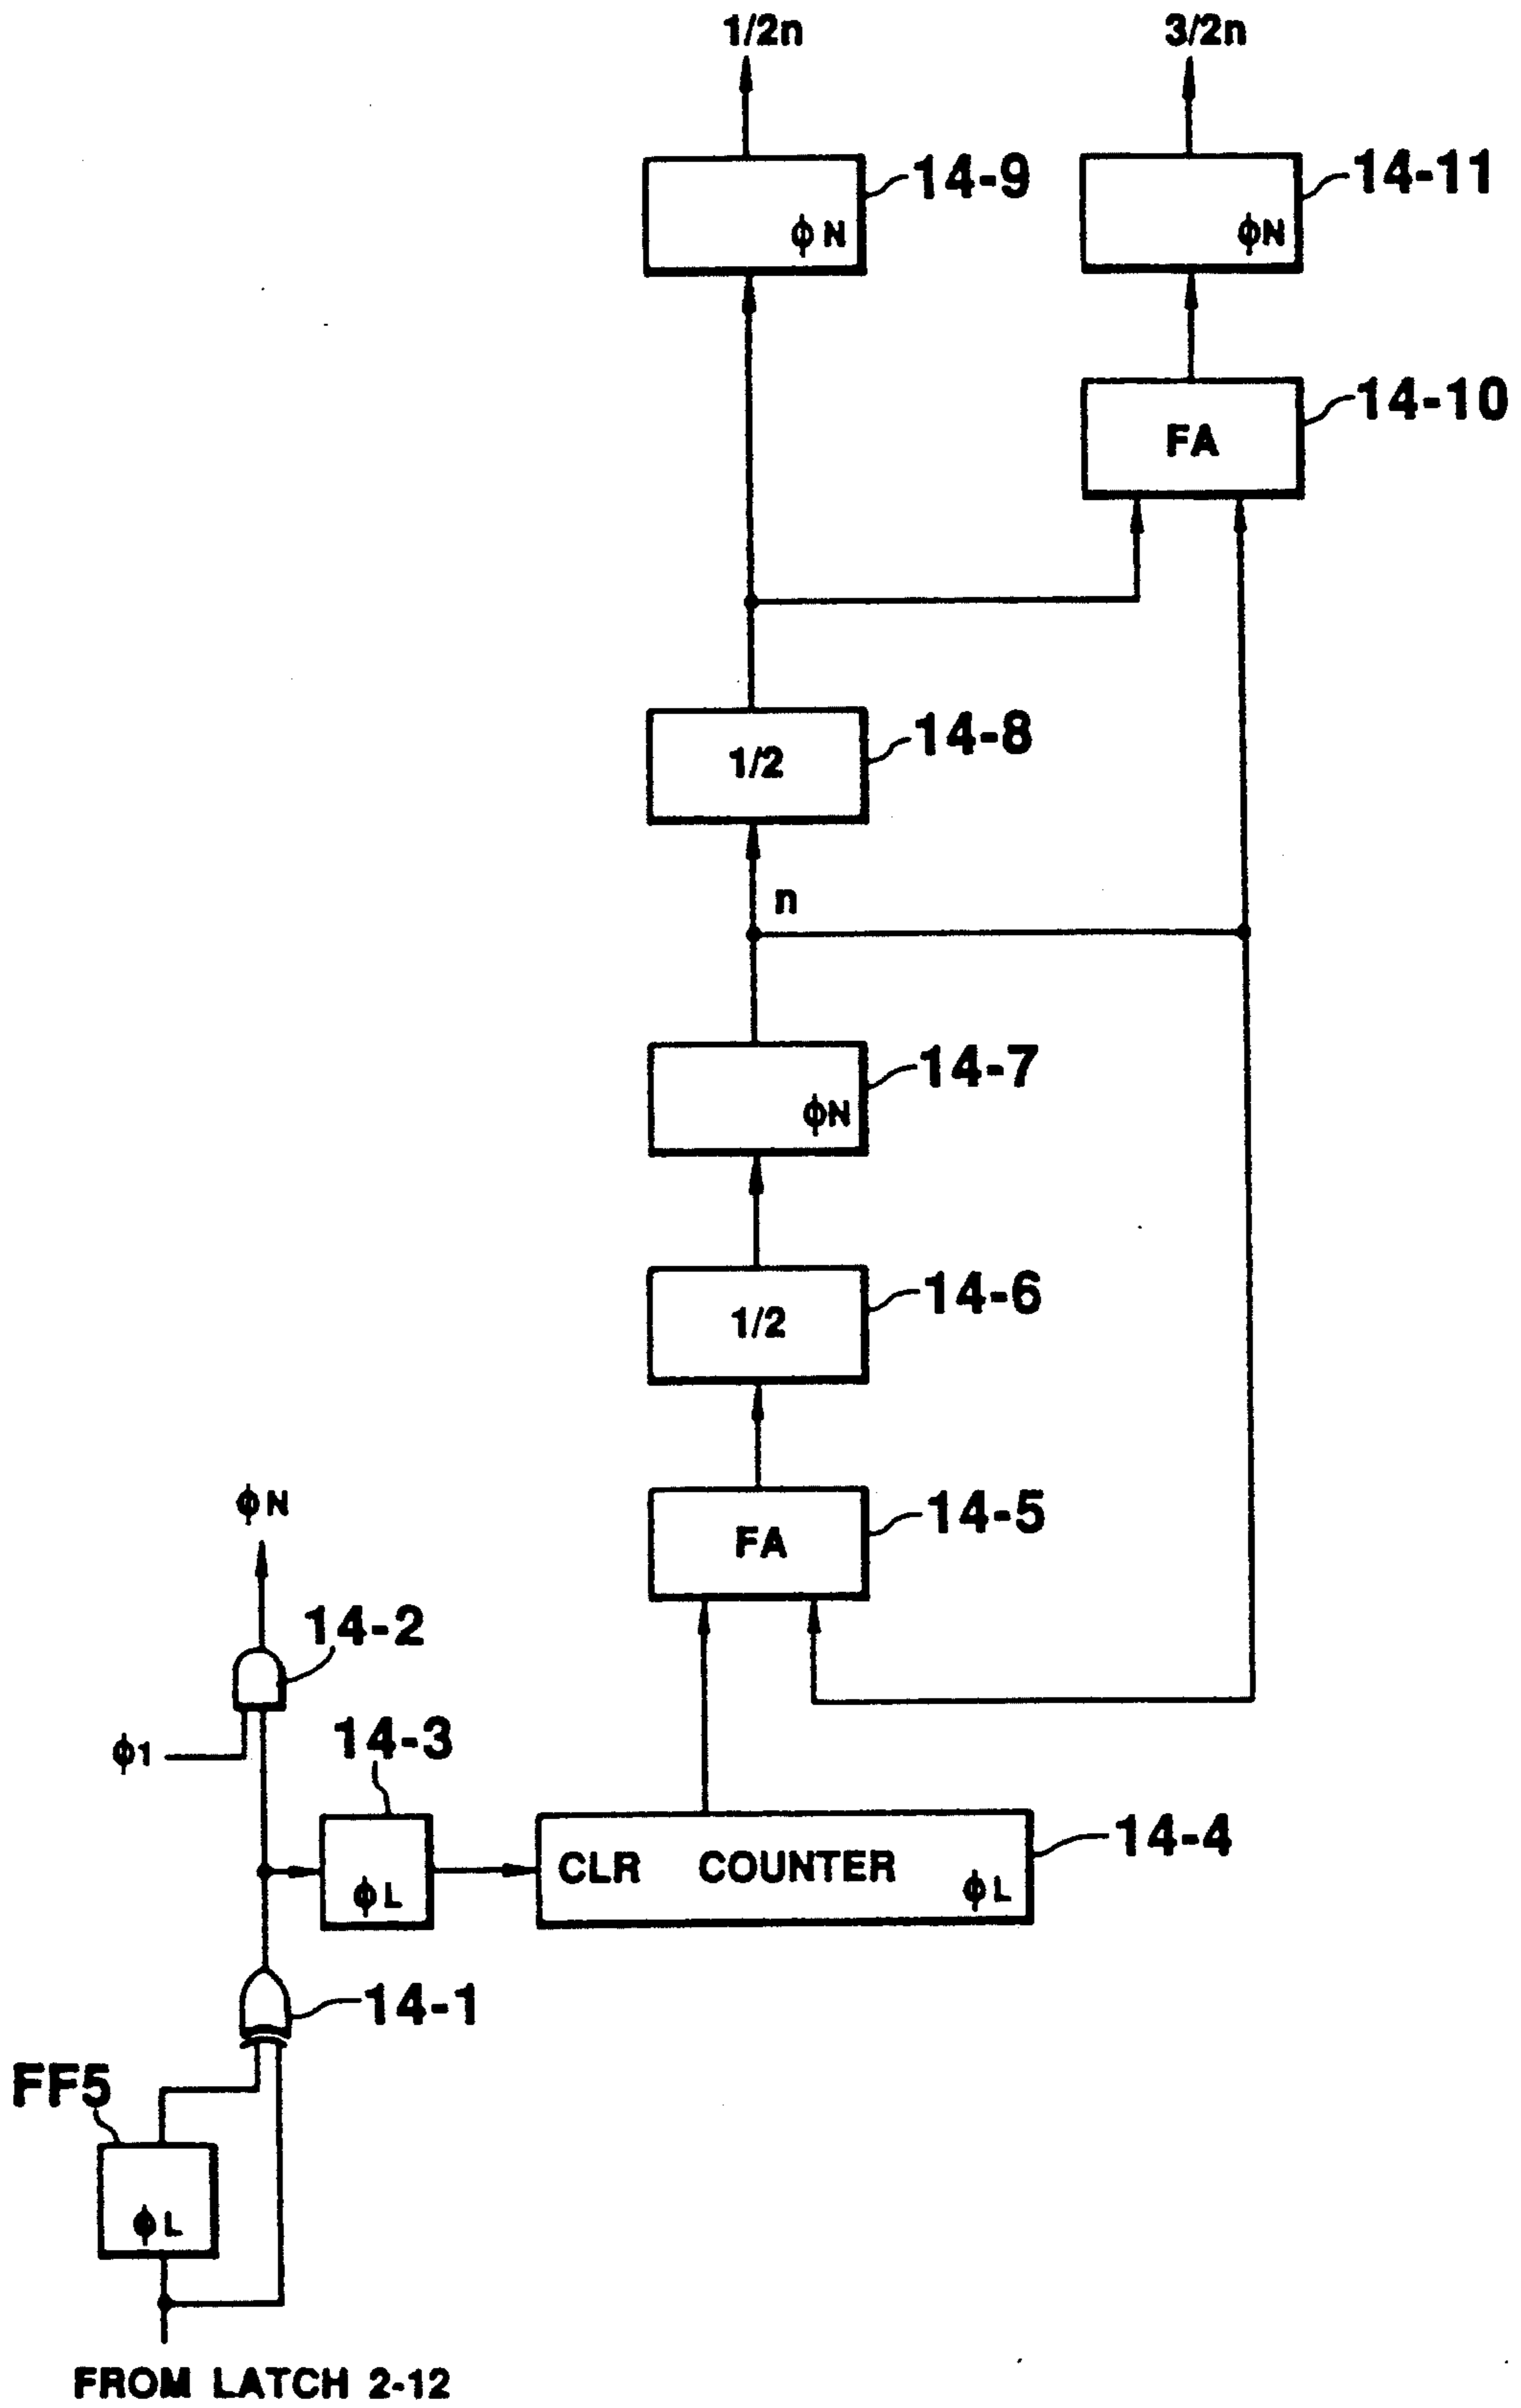 1/2n
3/2n
14-9
ϕN
14-11
ϕN
14-10
FA
14-8
1/2
n
14-7
ϕN
14-6
1/2
ϕN
14-5
FA
14-2
ϕ1
14-3
ϕL
14-4
CLR COUNTER
ϕL
14-1
FF5
ϕL
FROM LATCH 2-12